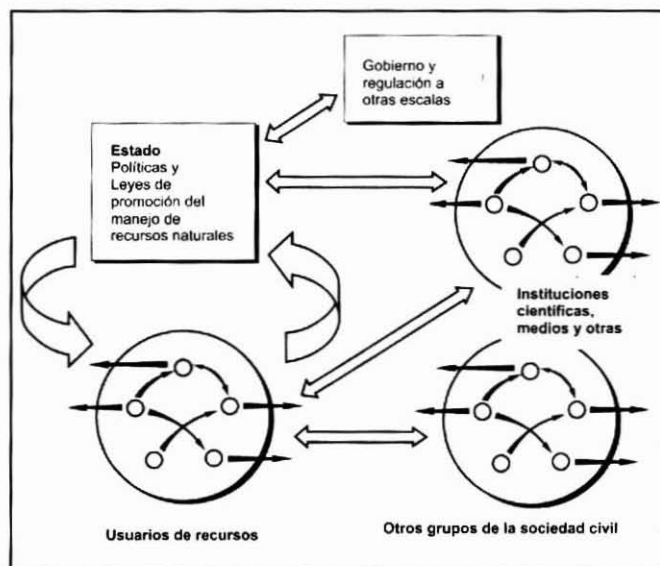 Gobierno y
regulación a
otras escalas
Estado
Políticas y
Leyes de
promoción del
manejo de
recursos naturales
Instituciones
científicas,
medios y otras
Usuarios de recursos
Otros grupos de la sociedad civil